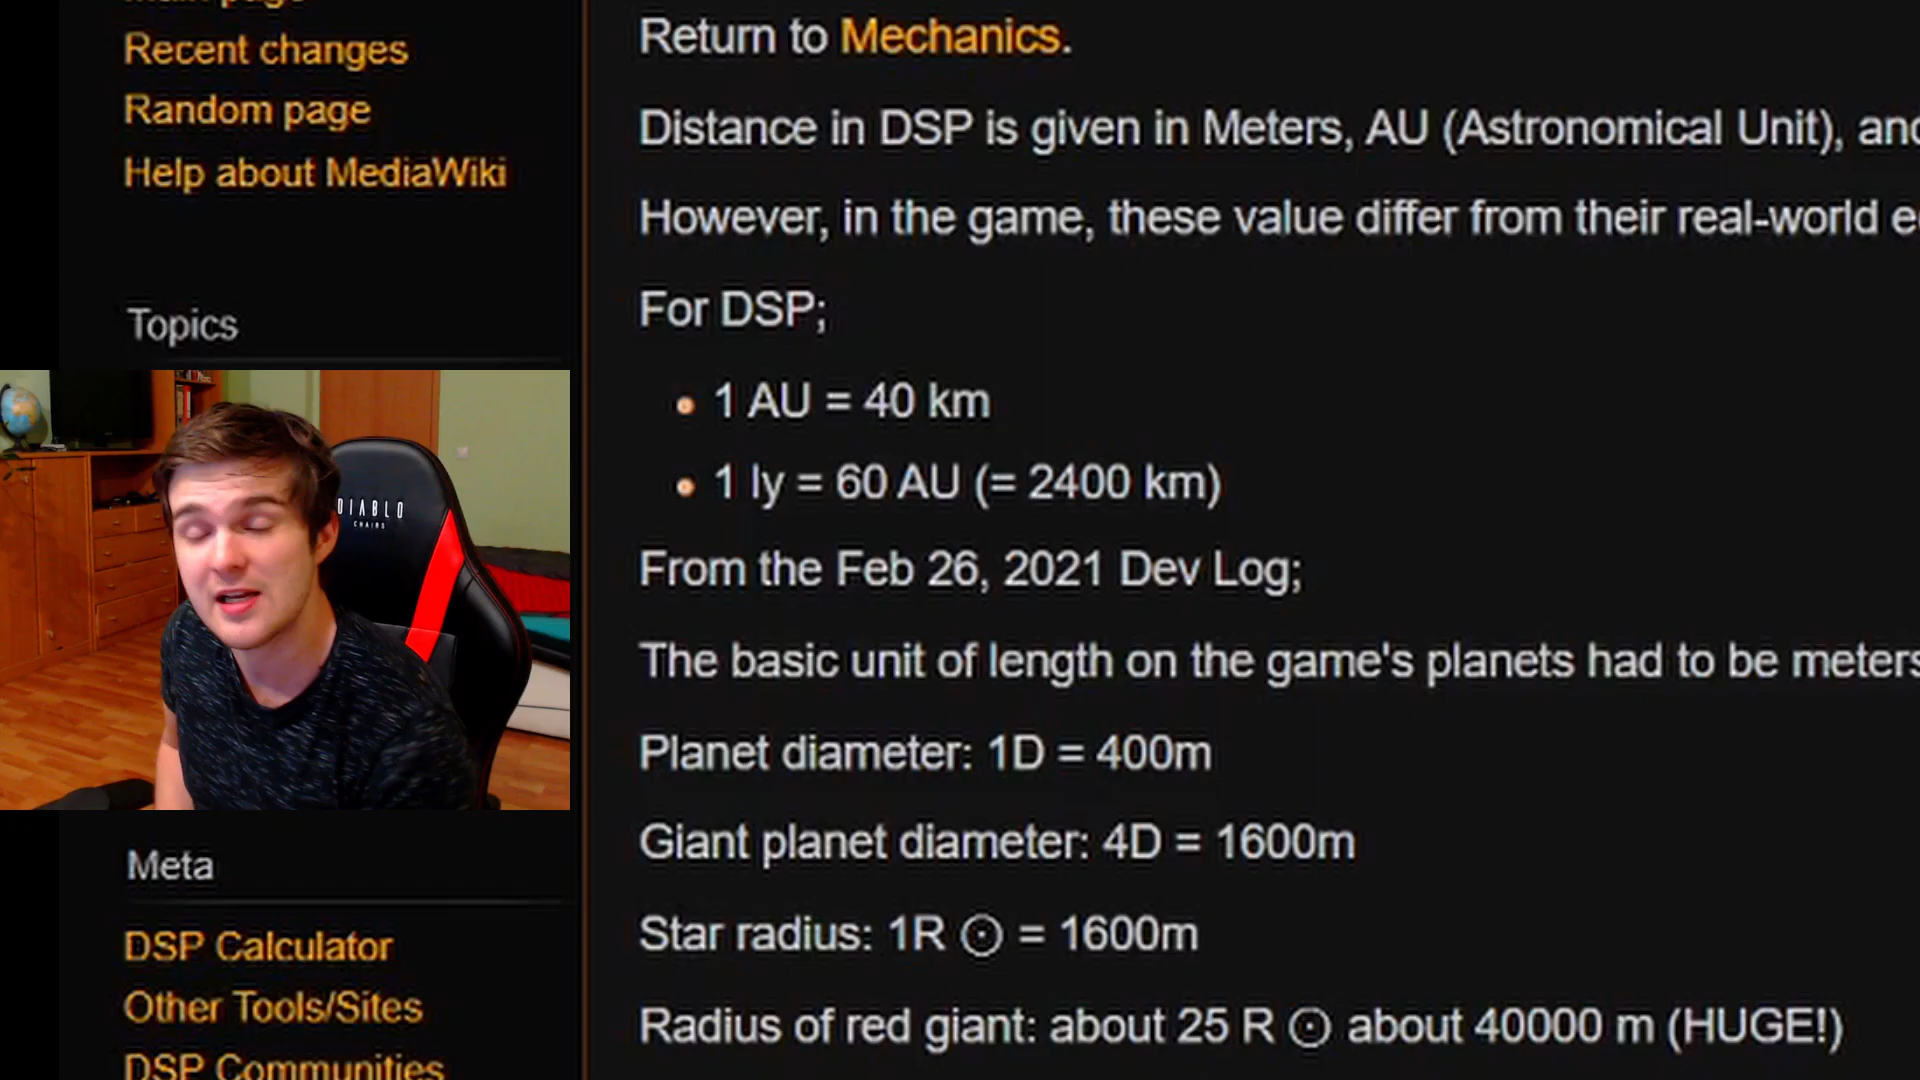 Main page
Recent changes
Random page
Help about MediaWiki
Topics
DIABLO
CHAIRS
Meta
DSP Calculator
Other Tools/Sites
DSP Communities
Return to Mechanics.
Distance in DSP is given in Meters, AU (Astronomical Unit), and
However, in the game, these value differ from their real-world
For DSP;
1 AU = 40 km
1 ly = 60 AU (= 2400 km)
From the Feb 26, 2021 Dev Log;
The basic unit of length on the game's planets had to be meters
Planet diameter: 1D = 400m
Giant planet diameter: 4D = 1600m
Star radius: 1R ☉ = 1600m
Radius of red giant: about 25 R ☉ about 40000 m (HUGE!)